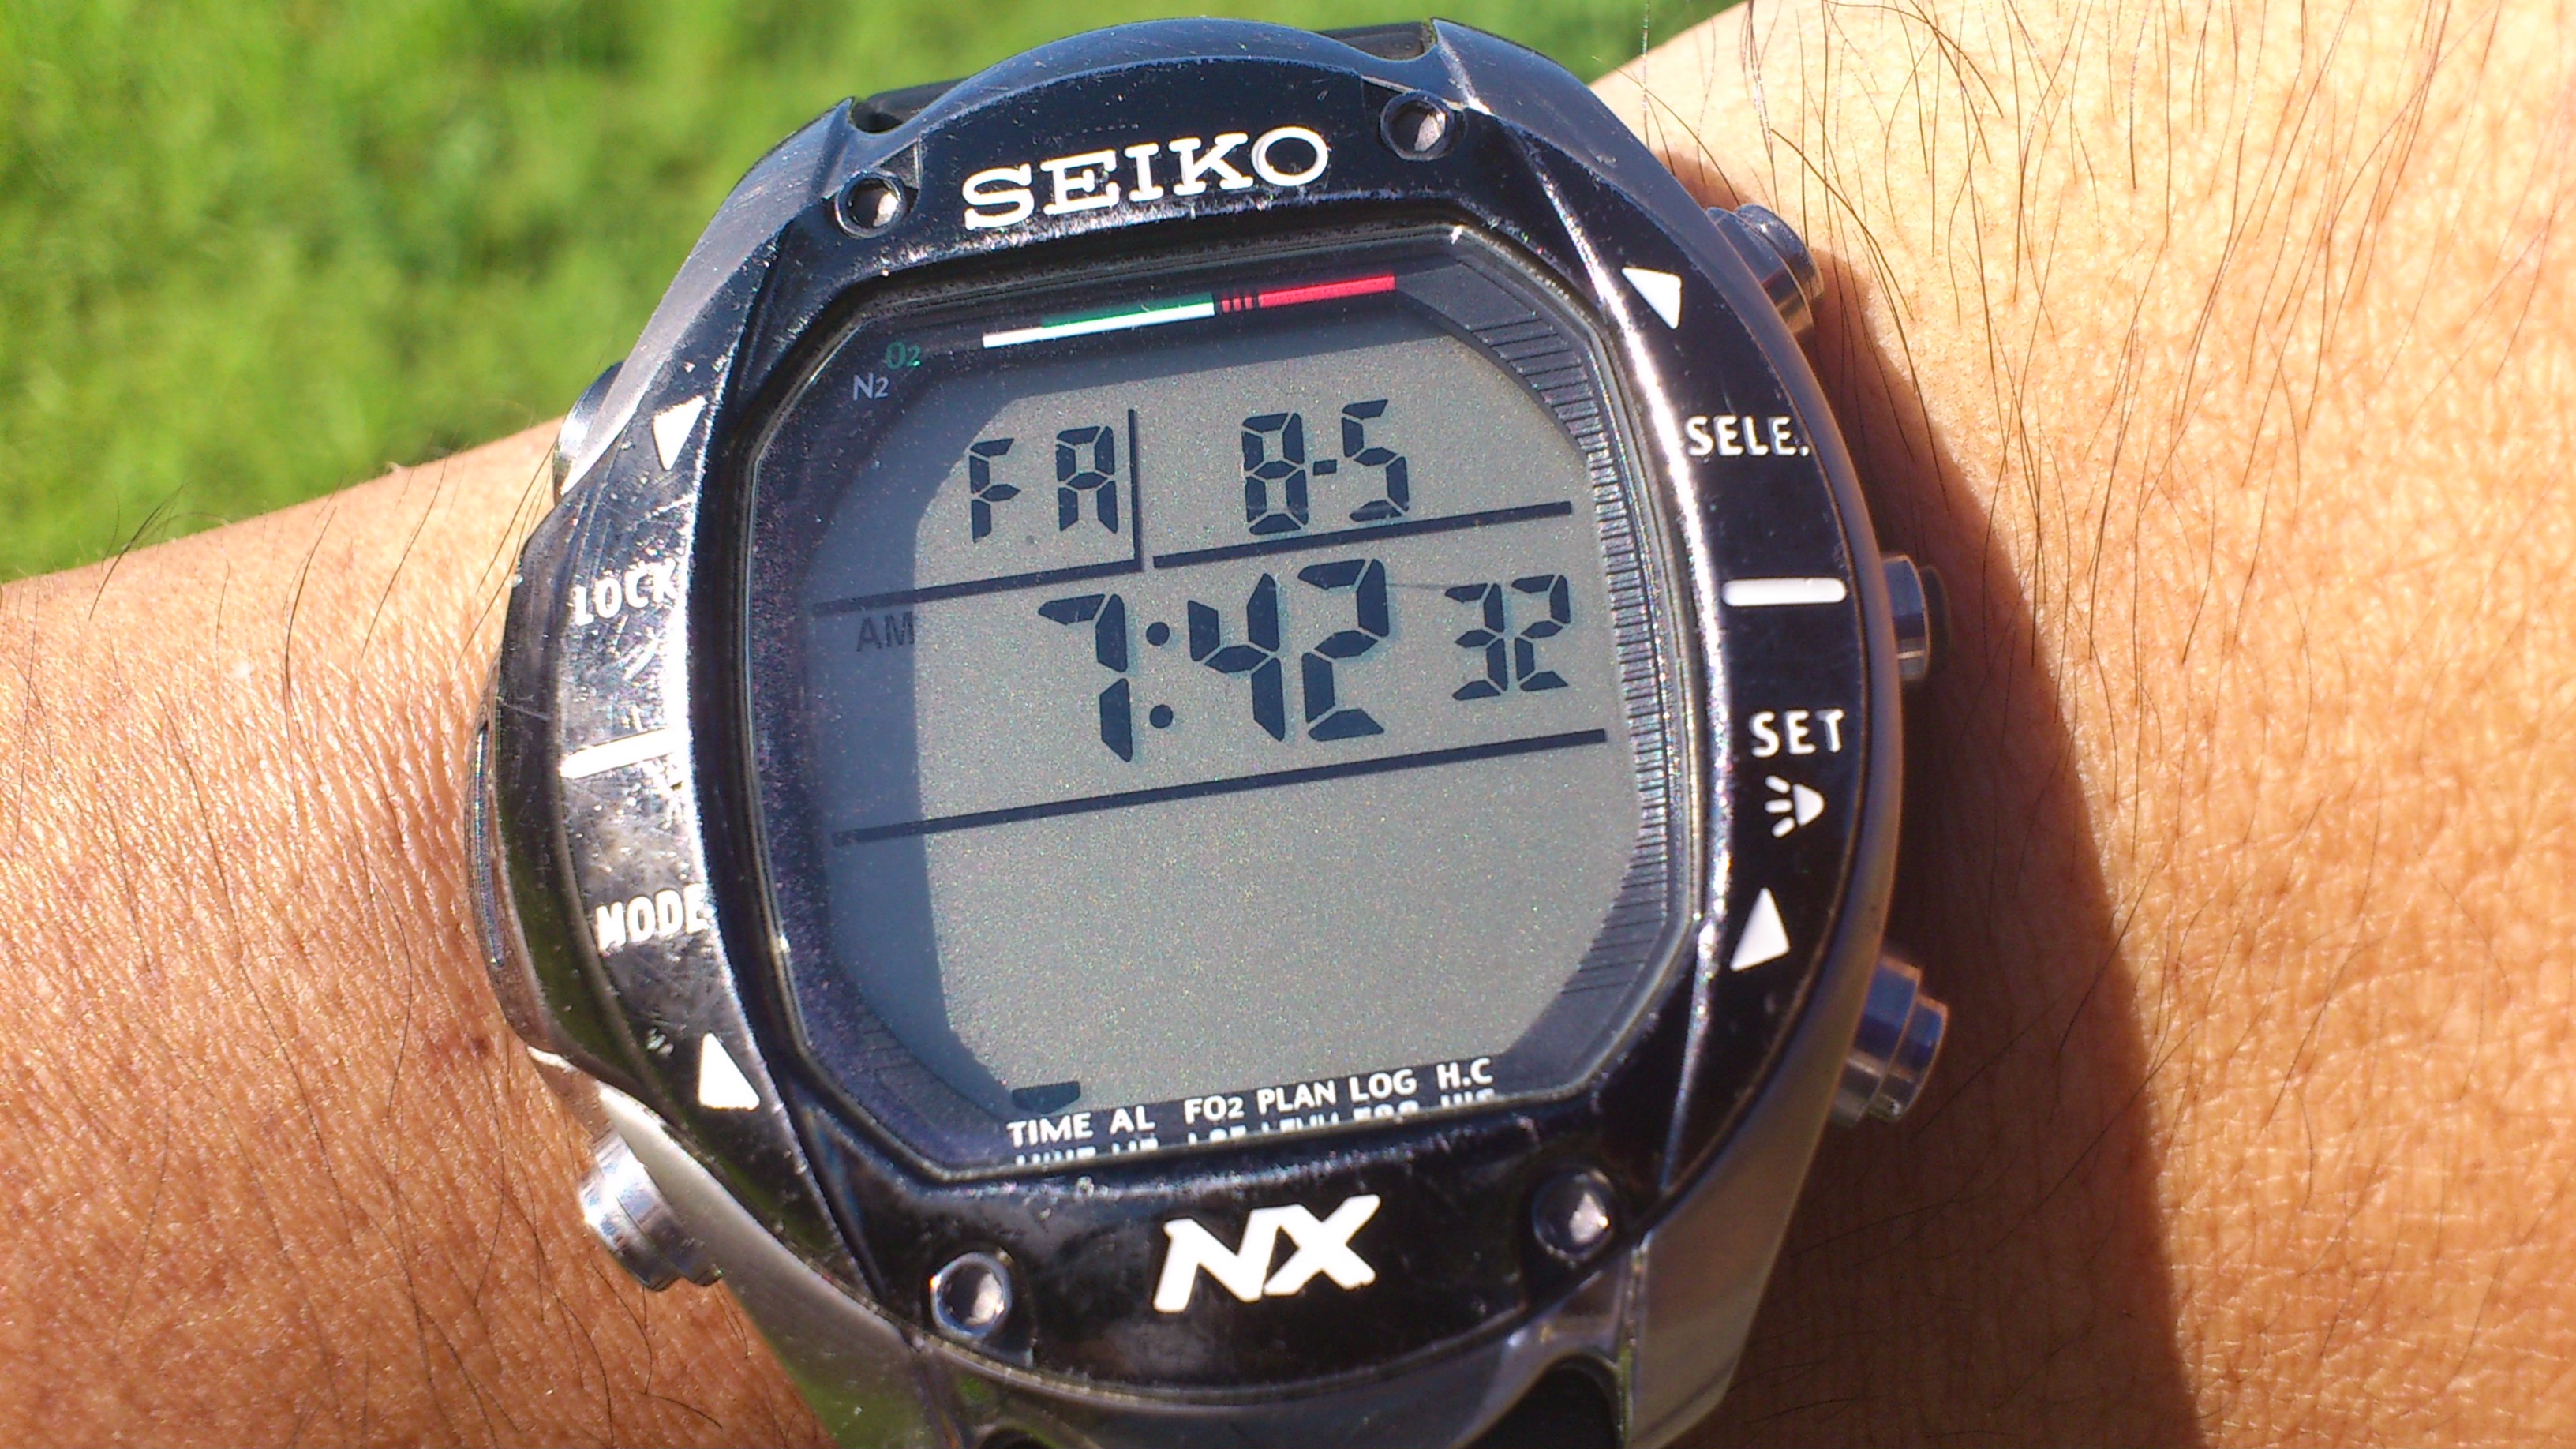 SEIKO
O2
N2
FR 8-5
SELE.
LOCK
AM 7:42 32
SET
MODE
TIME AL FO2 PLAN LOG H.C
NX